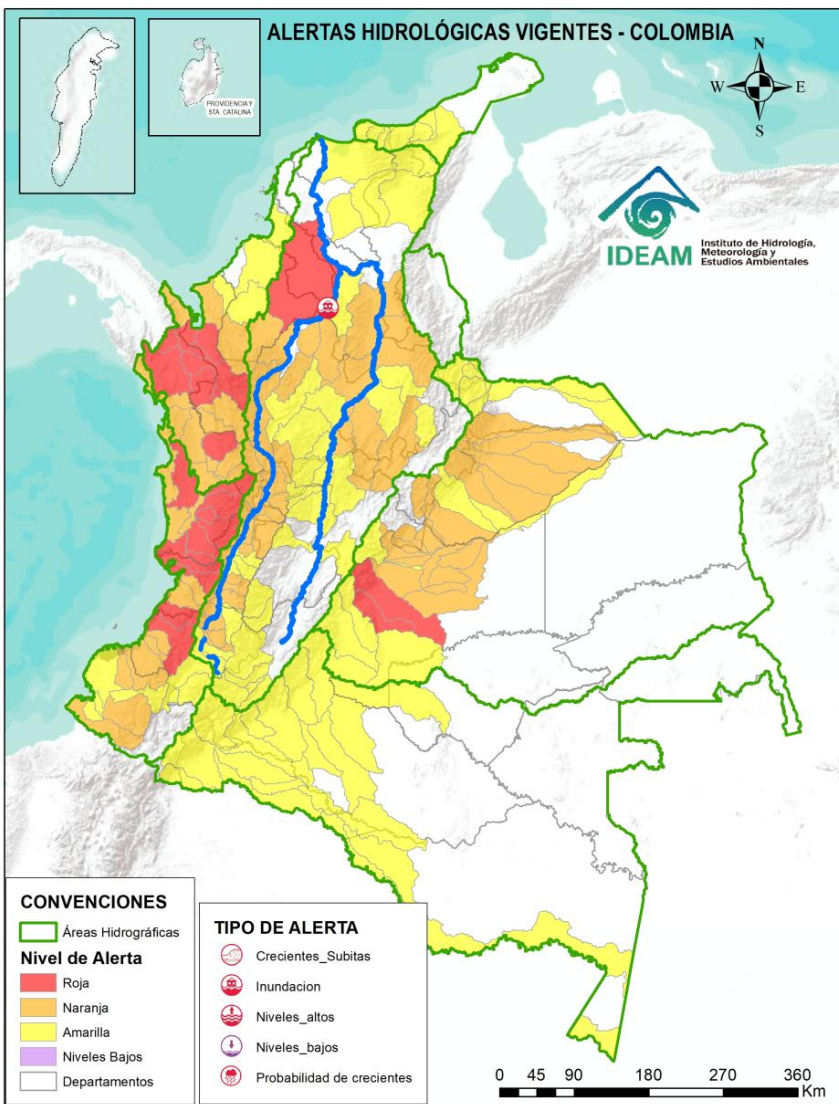 ALERTAS HIDROLÓGICAS VIGENTES - COLOMBIA
PROVIDENCIA Y
STA. CATALINA
N
W
E
S
IDEAM
Instituto de Hidrología,
Meteorología y
Estudios Ambientales
CONVENCIONES
Áreas Hidrográficas
Nivel de Alerta
Roja
Naranja
Amarilla
Niveles Bajos
Departamentos
TIPO DE ALERTA
Crecientes_Subitas
Inundacion
Niveles_altos
Niveles_bajos
Probabilidad de crecientes
0 45 90 180 270 360
Km